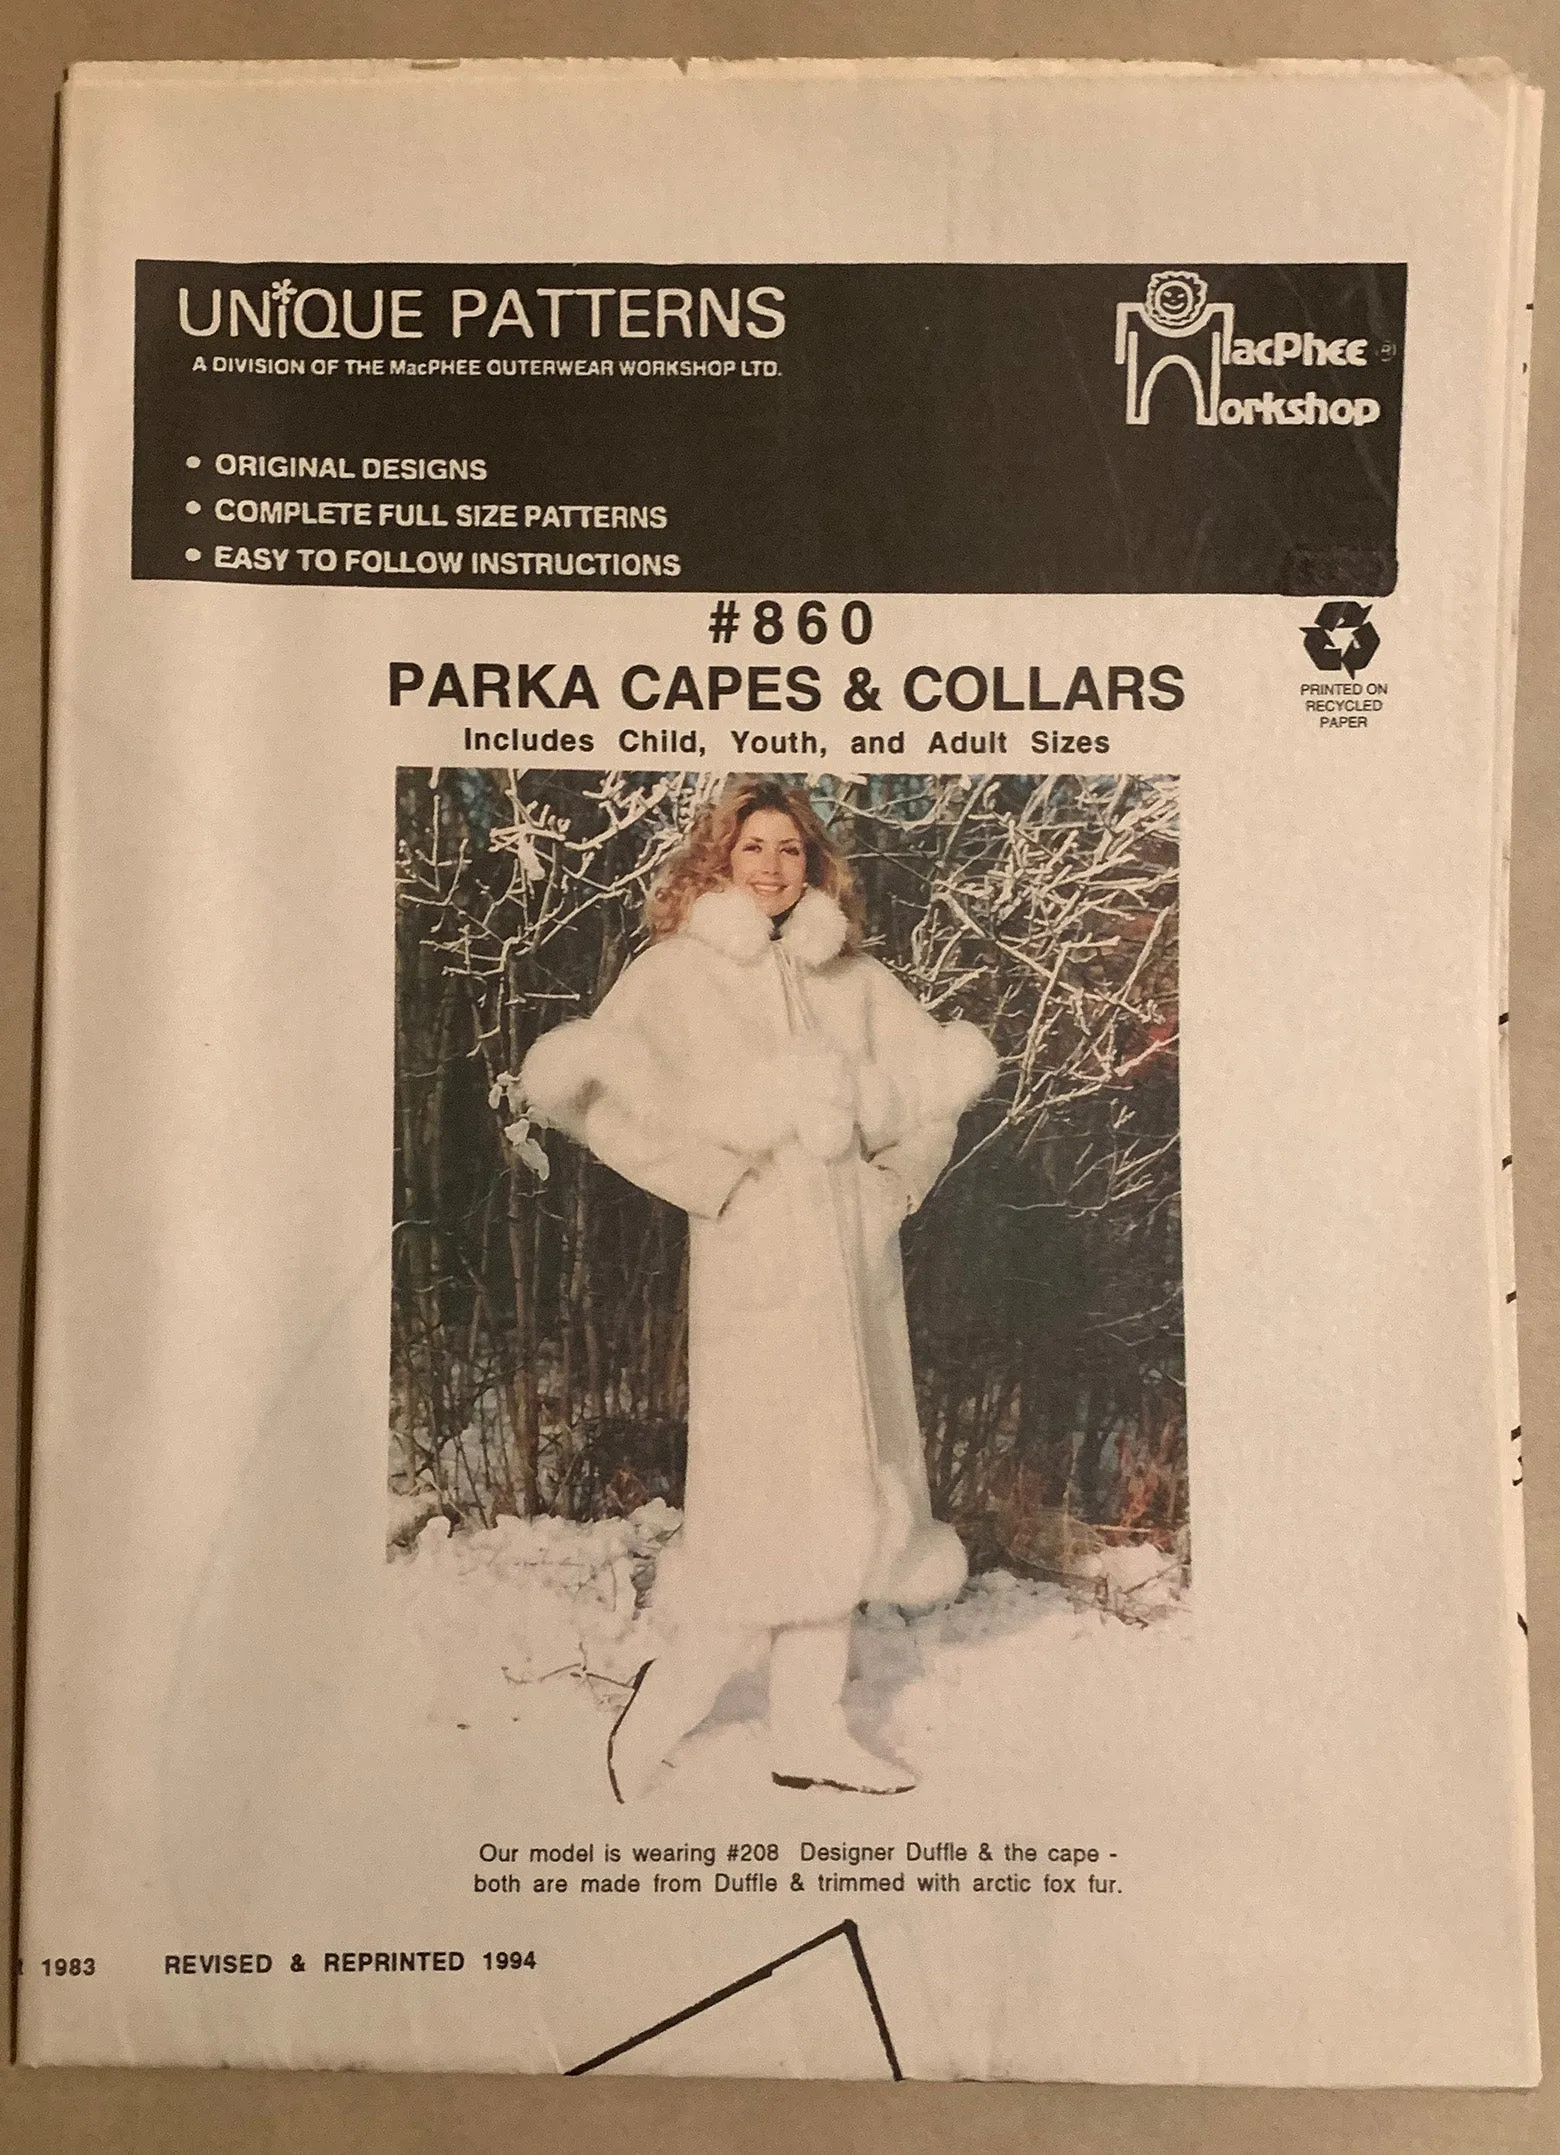 UNiQUE PATTERNS
A DIVISION OF THE MacPHEE OUTERWEAR WORKSHOP LTD.
MacPhee ®
Workshop
• ORIGINAL DESIGNS
• COMPLETE FULL SIZE PATTERNS
• EASY TO FOLLOW INSTRUCTIONS
#860
PARKA CAPES & COLLARS
Includes Child, Youth, and Adult Sizes
PRINTED ON
RECYCLED
PAPER
Our model is wearing #208 Designer Duffle & the cape -
both are made from Duffle & trimmed with arctic fox fur.
1983 REVISED & REPRINTED 1994